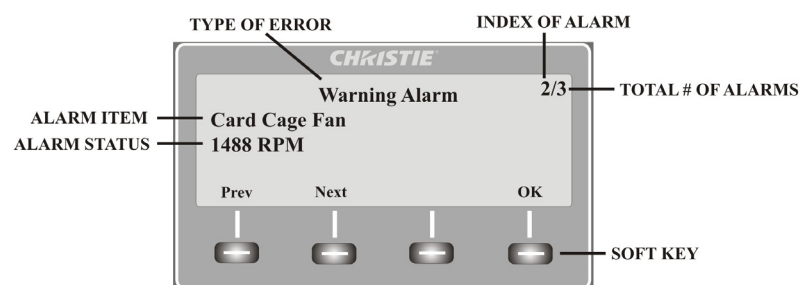 TYPE OF ERROR
INDEX OF ALARM
CHRISTIE
Warning Alarm
2/3
TOTAL # OF ALARMS
ALARM ITEM
Card Cage Fan
ALARM STATUS
1488 RPM
Prev Next OK
SOFT KEY